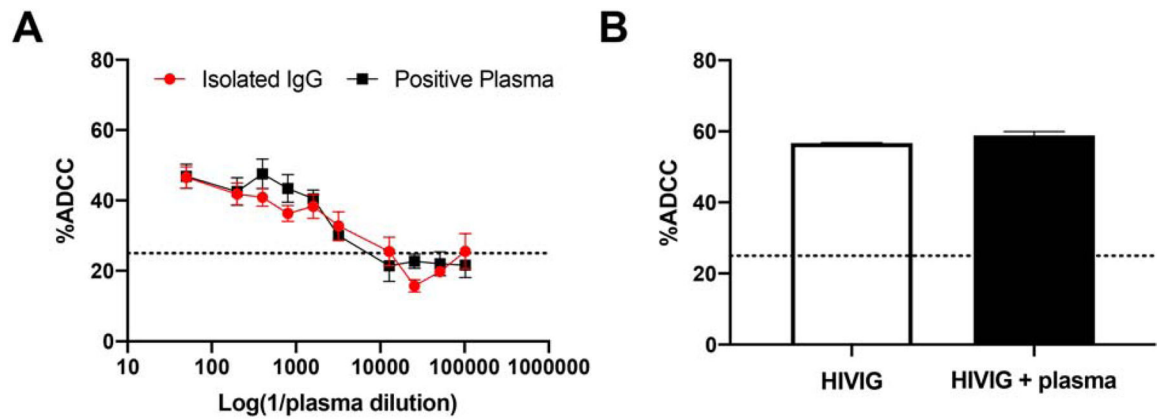 A
80
60
40
20
0
%ADCC
Isolated IgG
Positive Plasma
10
100
1000
10000
100000
1000000
Log(1/plasma dilution)
B
80
60
40
20
0
%ADCC
HIVIG
HIVIG + plasma